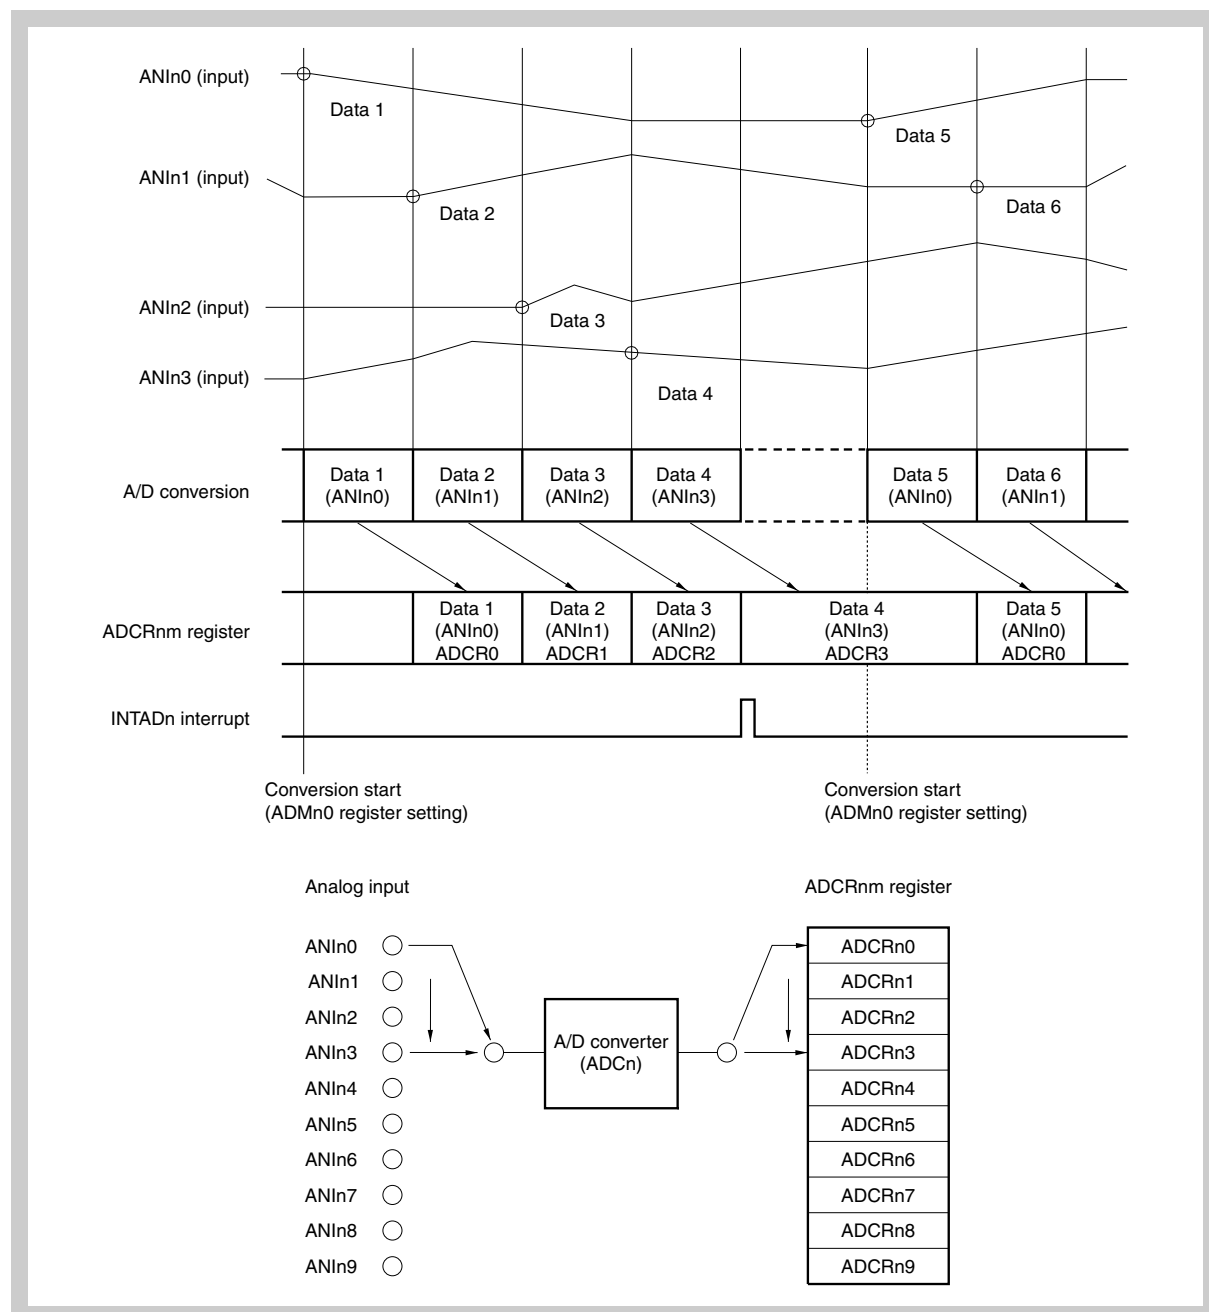 ANIn0 (input)
Data 1
Data 5
ANIn1 (input)
Data 2
Data 6
ANIn2 (input)
Data 3
ANIn3 (input)
Data 4
A/D conversion
Data 1
(ANIn0)
Data 2
(ANIn1)
Data 3
(ANIn2)
Data 4
(ANIn3)
Data 5
(ANIn0)
Data 6
(ANIn1)
ADCRnm register
Data 1
(ANIn0)
ADCR0
Data 2
(ANIn1)
ADCR1
Data 3
(ANIn2)
ADCR2
Data 4
(ANIn3)
ADCR3
Data 5
(ANIn0)
ADCR0
INTADn interrupt
Conversion start
(ADMn0 register setting)
Conversion start
(ADMn0 register setting)
Analog input
ADCRnm register
ANIn0
ANIn1
ANIn2
ANIn3
ANIn4
ANIn5
ANIn6
ANIn7
ANIn8
ANIn9
A/D converter
(ADCn)
ADCRn0
ADCRn1
ADCRn2
ADCRn3
ADCRn4
ADCRn5
ADCRn6
ADCRn7
ADCRn8
ADCRn9